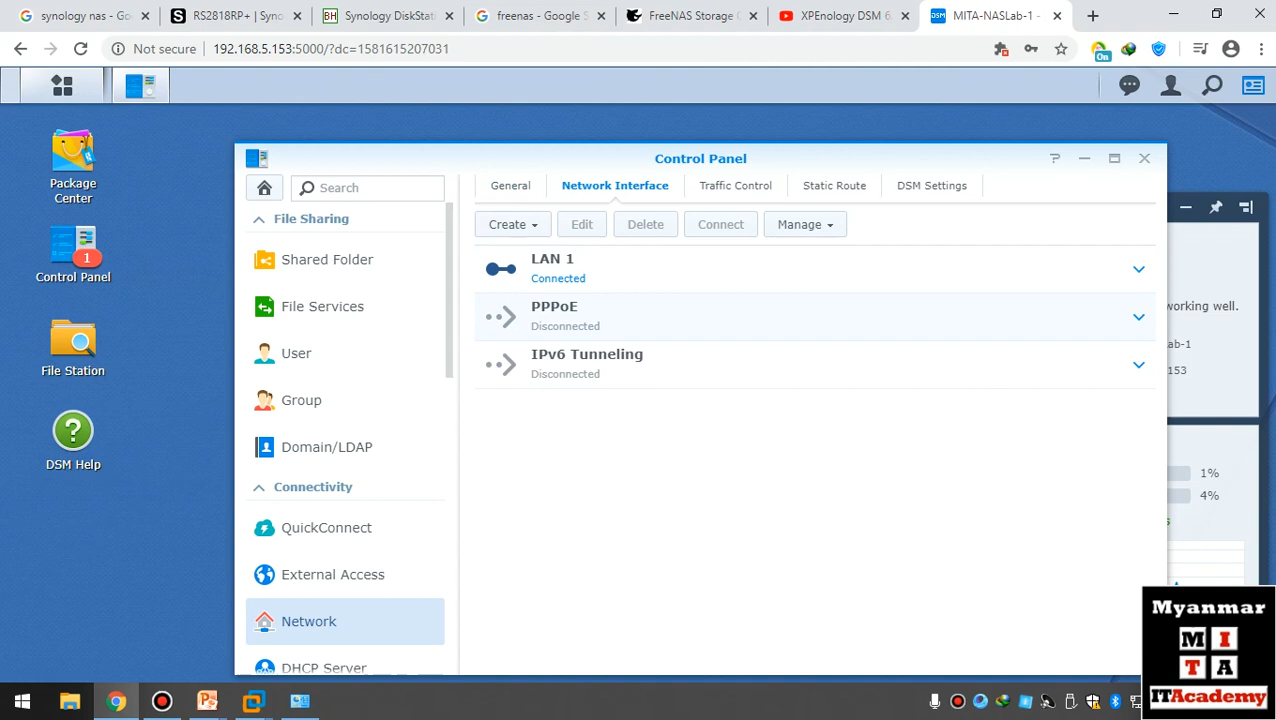 synology nas - Go
RS2818RP+ | Syno
Synology DiskStati
freenas - Google S
FreeNAS Storage O
XPEnology DSM 6.
MITA-NASLab-1 -
Not secure
192.168.5.153:5000/?dc=1581615207031
On
Package
Center
1
Control Panel
File Station
DSM Help
Control Panel
Search
File Sharing
Shared Folder
File Services
User
Group
Domain/LDAP
Connectivity
QuickConnect
External Access
Network
DHCP Server
General
Network Interface
Traffic Control
Static Route
DSM Settings
Create
Edit
Delete
Connect
Manage
LAN 1
Connected
PPPoE
Disconnected
IPv6 Tunneling
Disconnected
working well.
ab-1
153
1%
4%
s
Myanmar
M I
T A
ITAcademy